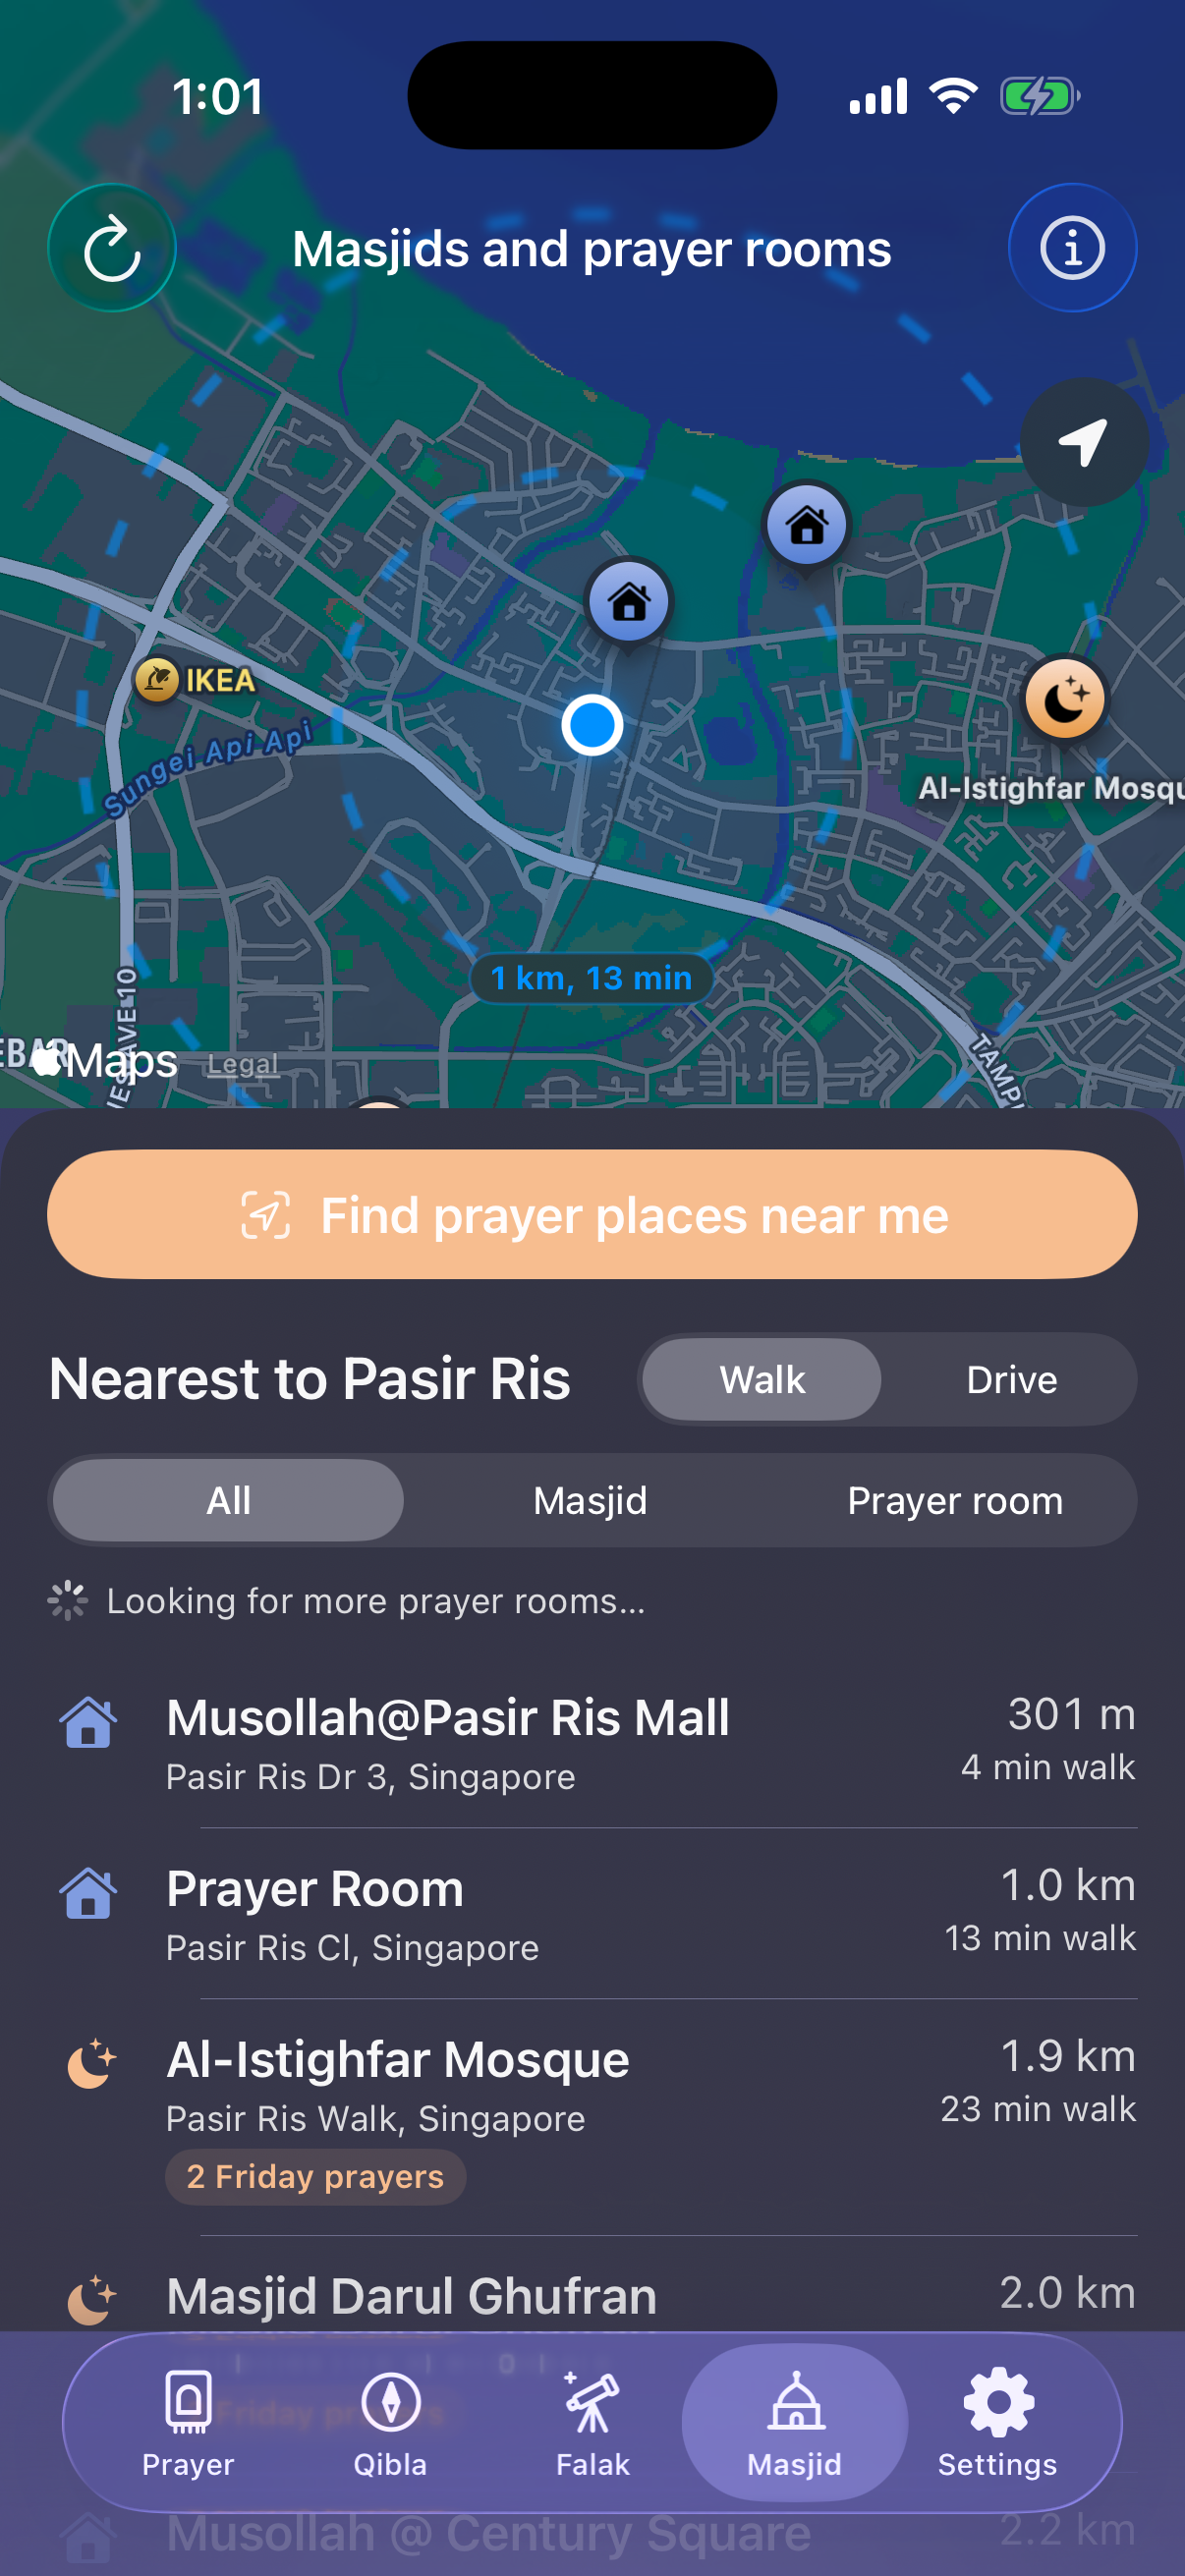 1:01
Masjids and prayer rooms
IKEA
Sungei Api Api
Al-Istighfar Mosqu
1 km, 13 min
AVE 10
TAMPI
Maps Legal
Find prayer places near me
Nearest to Pasir Ris
Walk Drive
All Masjid Prayer room
Looking for more prayer rooms...
Musollah@Pasir Ris Mall 301 m
Pasir Ris Dr 3, Singapore 4 min walk
Prayer Room 1.0 km
Pasir Ris Cl, Singapore 13 min walk
Al-Istighfar Mosque 1.9 km
Pasir Ris Walk, Singapore 23 min walk
2 Friday prayers
Masjid Darul Ghufran 2.0 km
Prayer Qibla Falak Masjid Settings
Musollah @ Century Square 2.2 km